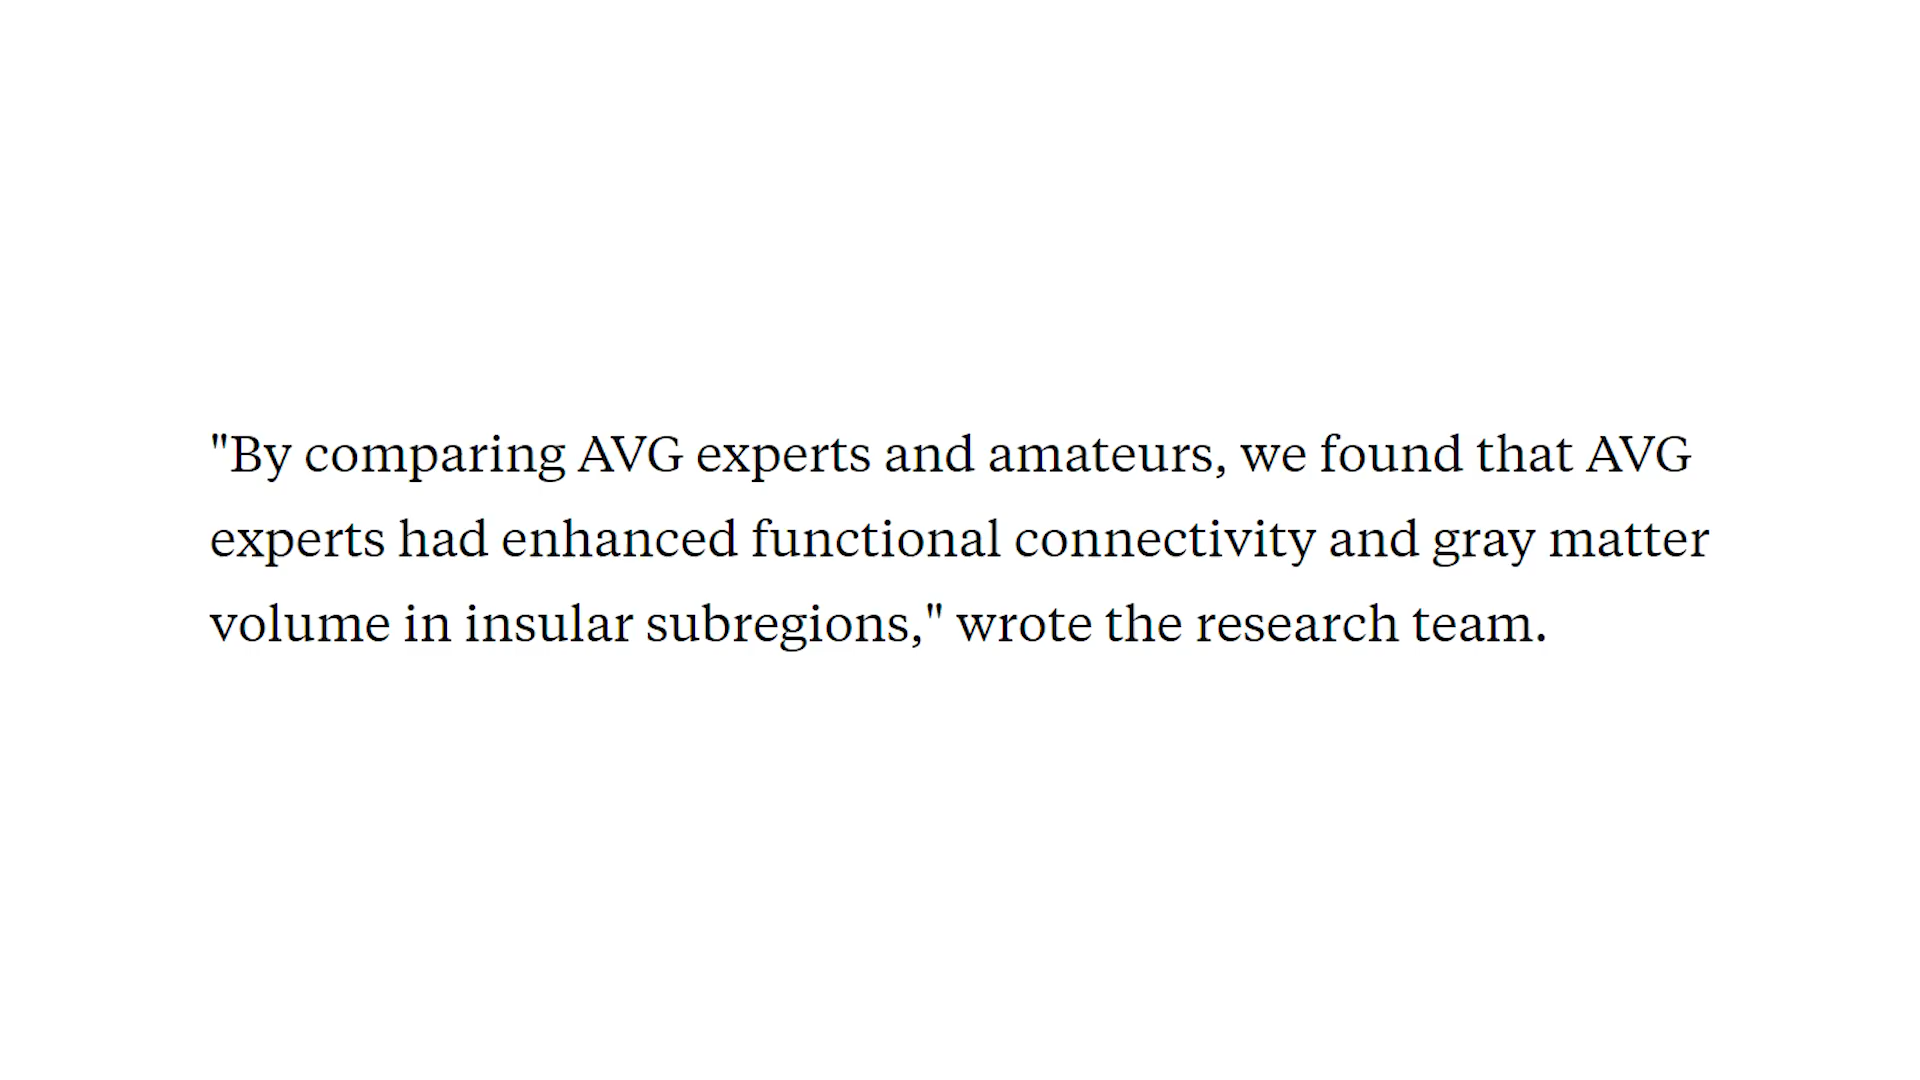 "By comparing AVG experts and amateurs, we found that AVG
experts had enhanced functional connectivity and gray matter
volume in insular subregions," wrote the research team.